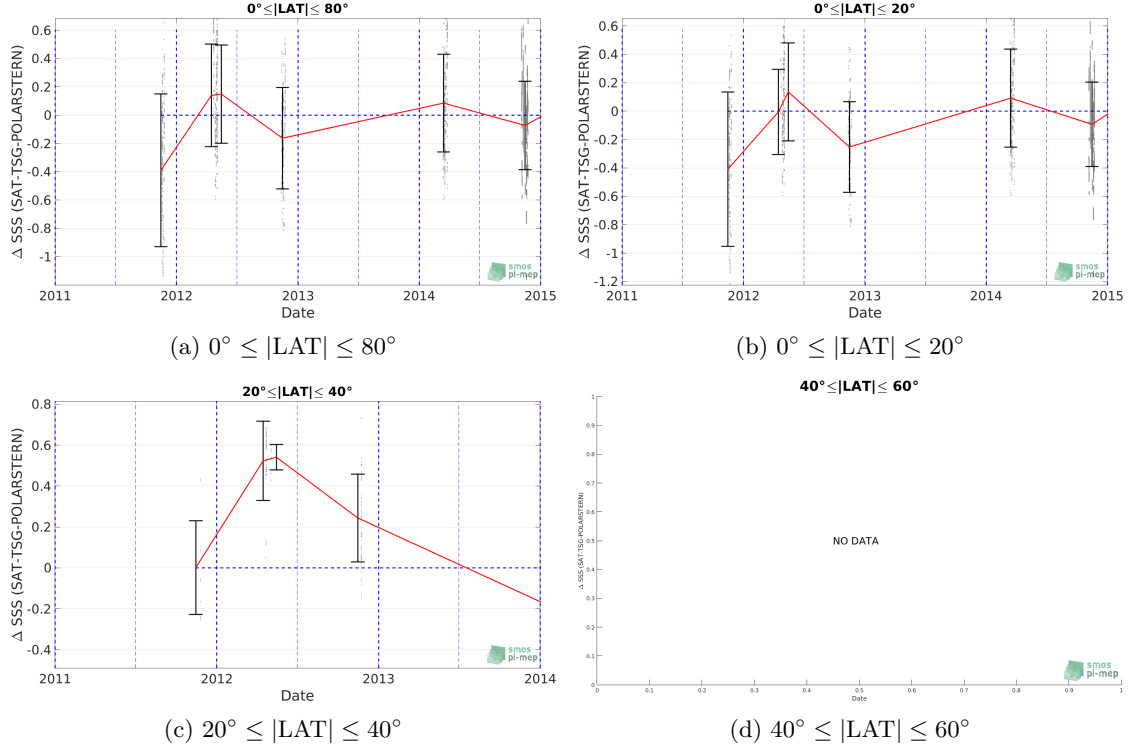 0°≤|LAT|≤ 80°
Δ SSS (SAT-TSG-POLARSTERN)
0.6
0.4
0.2
0
-0.2
-0.4
-0.6
-0.8
-1
2011 2012 2013 2014 2015
Date
smos
pi-mep
(a) 0° ≤ |LAT| ≤ 80°
0°≤|LAT|≤ 20°
Δ SSS (SAT-TSG-POLARSTERN)
0.6
0.4
0.2
0
-0.2
-0.4
-0.6
-0.8
-1
-1.2
2011 2012 2013 2014 2015
Date
smos
pi-mep
(b) 0° ≤ |LAT| ≤ 20°
20°≤|LAT|≤ 40°
Δ SSS (SAT-TSG-POLARSTERN)
0.8
0.6
0.4
0.2
0
-0.2
-0.4
2011 2012 2013 2014
Date
smos
pi-mep
(c) 20° ≤ |LAT| ≤ 40°
40°≤|LAT|≤ 60°
Δ SSS (SAT-TSG-POLARSTERN)
1
0.9
0.8
0.7
0.6
0.5
0.4
0.3
0.2
0.1
0
NO DATA
0 0.1 0.2 0.3 0.4 0.5 0.6 0.7 0.8 0.9 1
Date
smos
pi-mep
(d) 40° ≤ |LAT| ≤ 60°